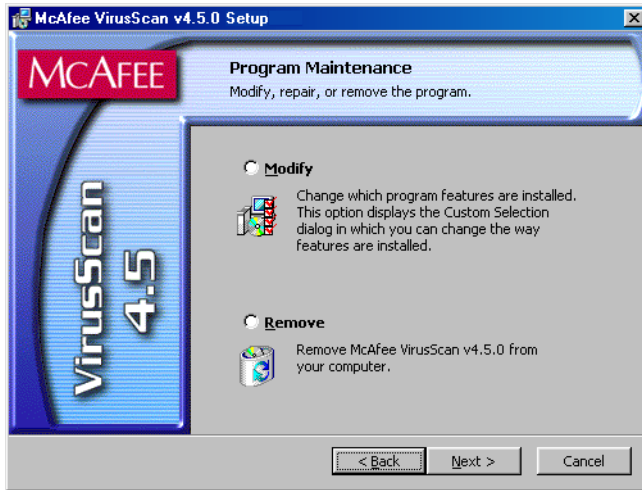 McAfee VirusScan v4.5.0 Setup
McAFEE
Program Maintenance
Modify, repair, or remove the program.
VirusScan
4.5
Modify
Change which program features are installed.
This option displays the Custom Selection
dialog in which you can change the way
features are installed.
Remove
Remove McAfee VirusScan v4.5.0 from
your computer.
< Back
Next >
Cancel